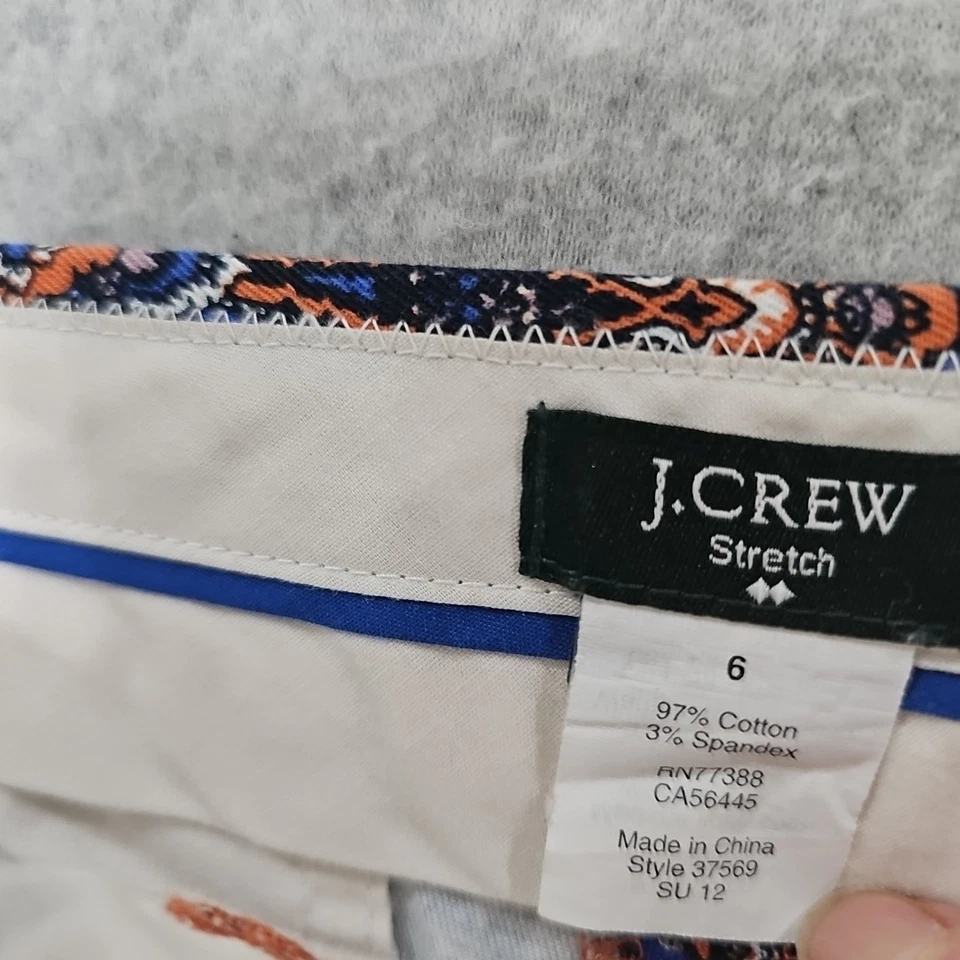 J.CREW
Stretch
6
97% Cotton
3% Spandex
RN77388
CA56445
Made in China
Style 37569
SU 12